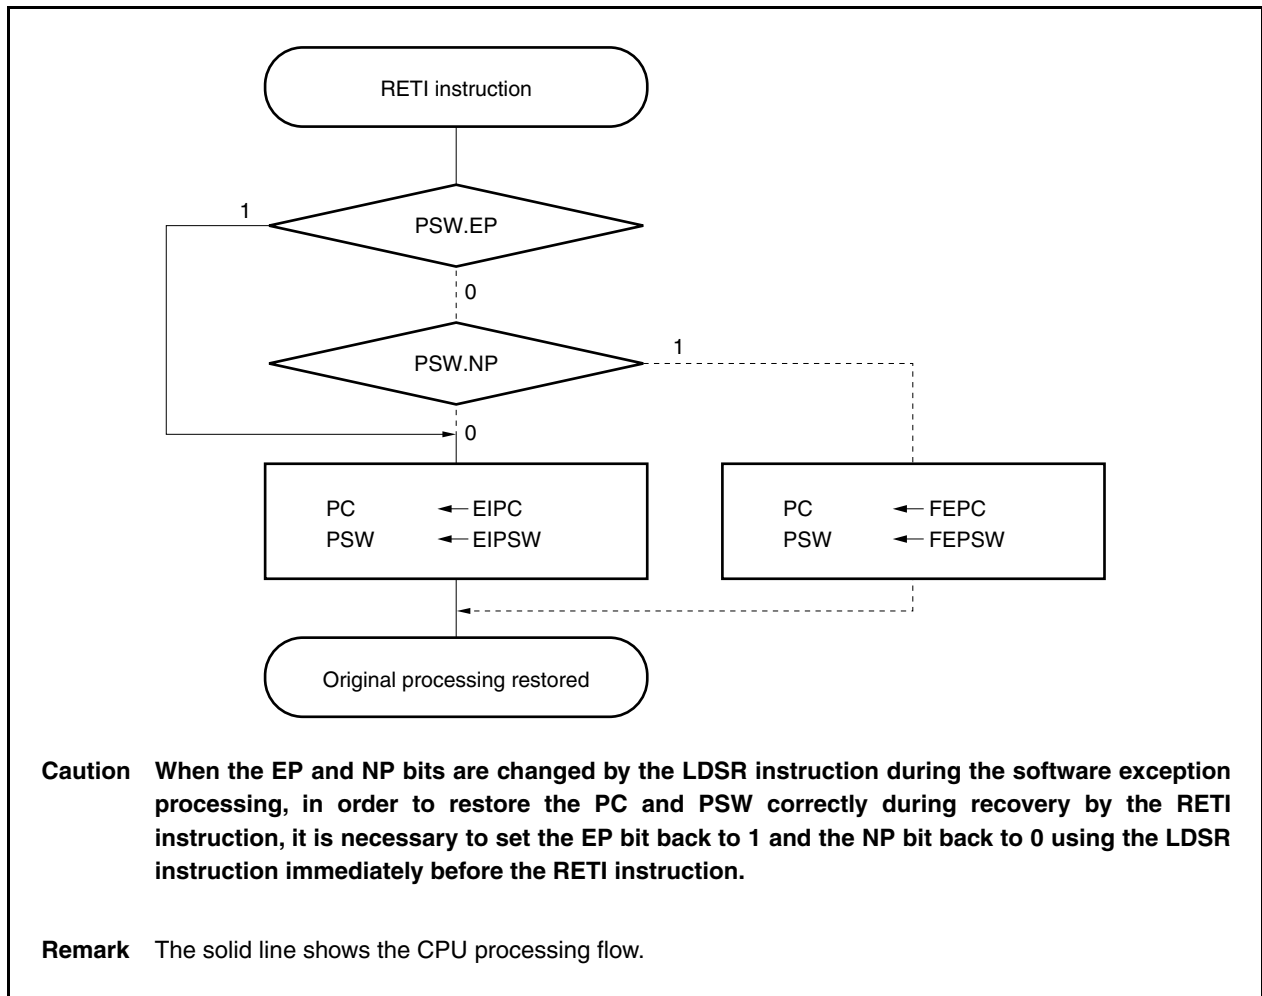 RETI instruction
1
PSW.EP
0
1
PSW.NP
0
PC ← EIPC
PSW ← EIPSW
PC ← FEPC
PSW ← FEPSW
Original processing restored
Caution When the EP and NP bits are changed by the LDSR instruction during the software exception
processing, in order to restore the PC and PSW correctly during recovery by the RETI
instruction, it is necessary to set the EP bit back to 1 and the NP bit back to 0 using the LDSR
instruction immediately before the RETI instruction.
Remark The solid line shows the CPU processing flow.